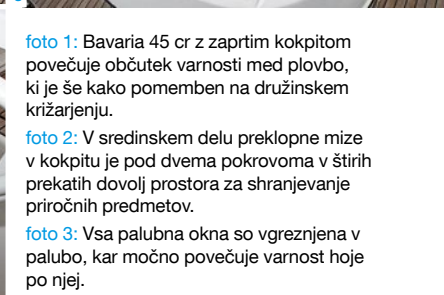 foto 1: Bavaria 45 cr z zaprtim kokpitom
povečuje občutek varnosti med plovbo,
ki je še kako pomemben na družinskem
križarjenju.
foto 2: V sredinskem delu preklopne mize
v kokpitu je pod dvema pokrovoma v štirih
prekatih dovolj prostora za shranjevanje
priročnih predmetov.
foto 3: Vsa palubna okna so vgreznjena v
palubo, kar močno povečuje varnost hoje
po njej.